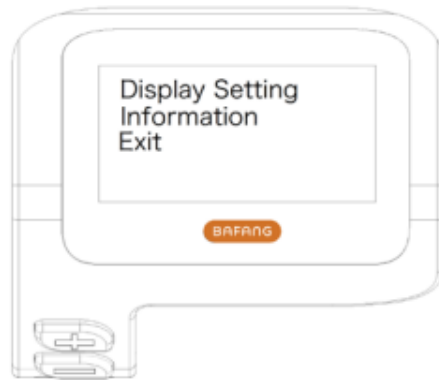 Display Setting
Information
Exit
BAFANG
+
−